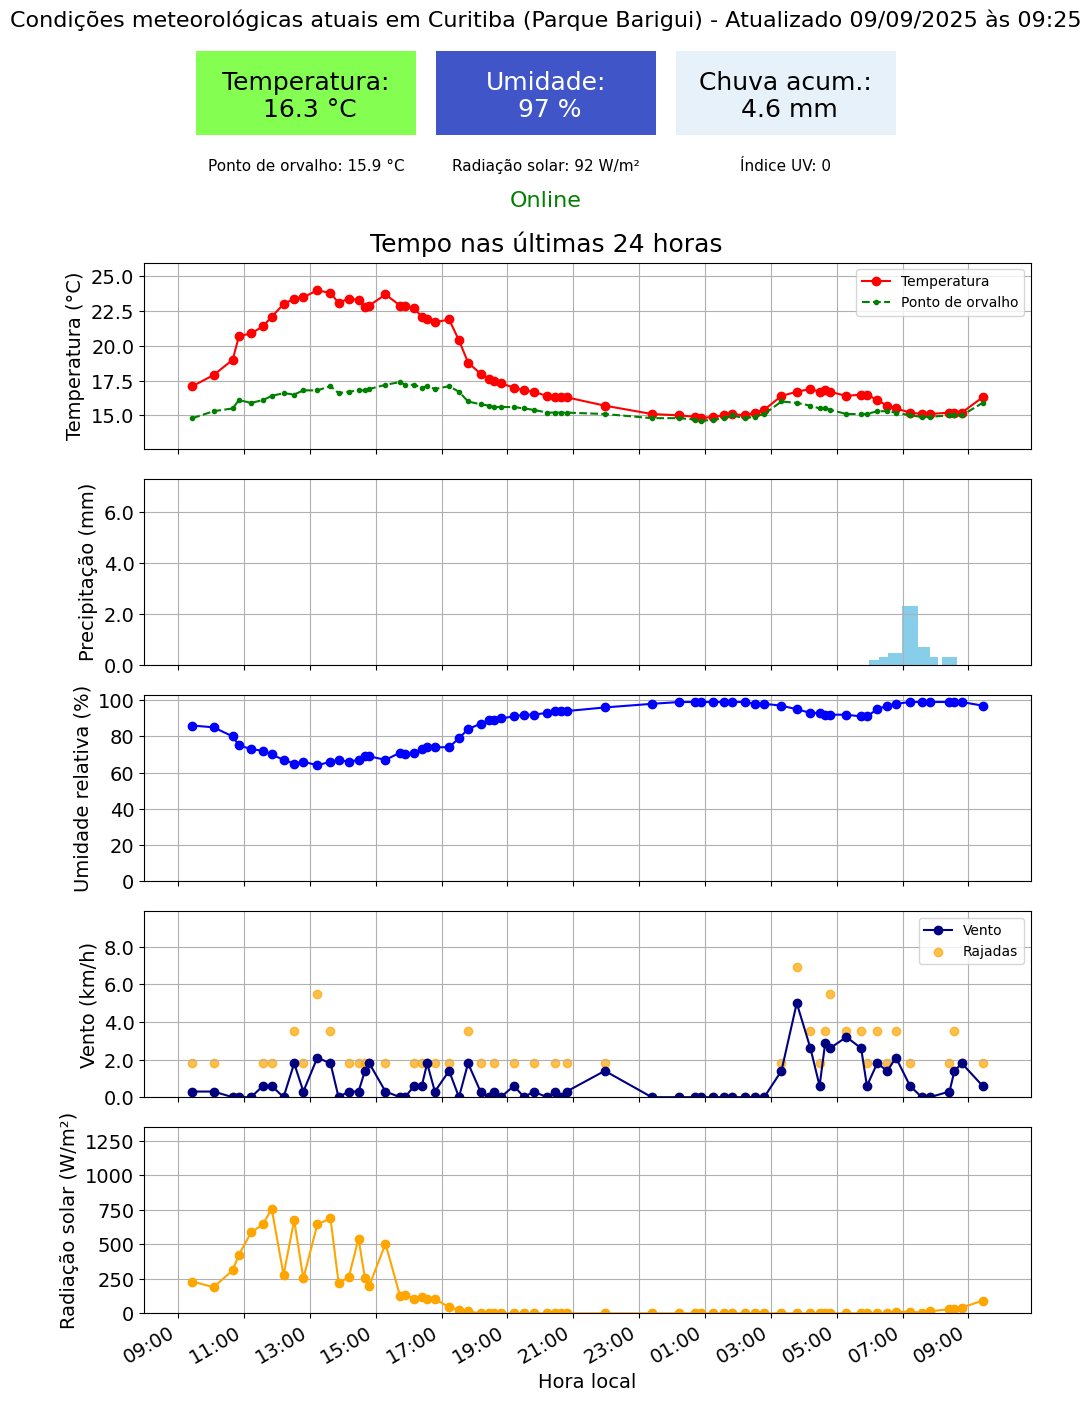 Condições meteorológicas atuais em Curitiba (Parque Barigui) - Atualizado 09/09/2025 às 09:25
Temperatura:
16.3 °C
Umidade:
97 %
Chuva acum.:
4.6 mm
Ponto de orvalho: 15.9 °C
Radiação solar: 92 W/m²
Índice UV: 0
Online
Tempo nas últimas 24 horas
Temperatura (°C)
25.0
22.5
20.0
17.5
15.0
Temperatura
Ponto de orvalho
Precipitação (mm)
6.0
4.0
2.0
0.0
Umidade relativa (%)
100
80
60
40
20
0
Vento (km/h)
8.0
6.0
4.0
2.0
0.0
Vento
Rajadas
Radiação solar (W/m²)
1250
1000
750
500
250
0
09:00
11:00
13:00
15:00
17:00
19:00
21:00
23:00
01:00
03:00
05:00
07:00
09:00
Hora local